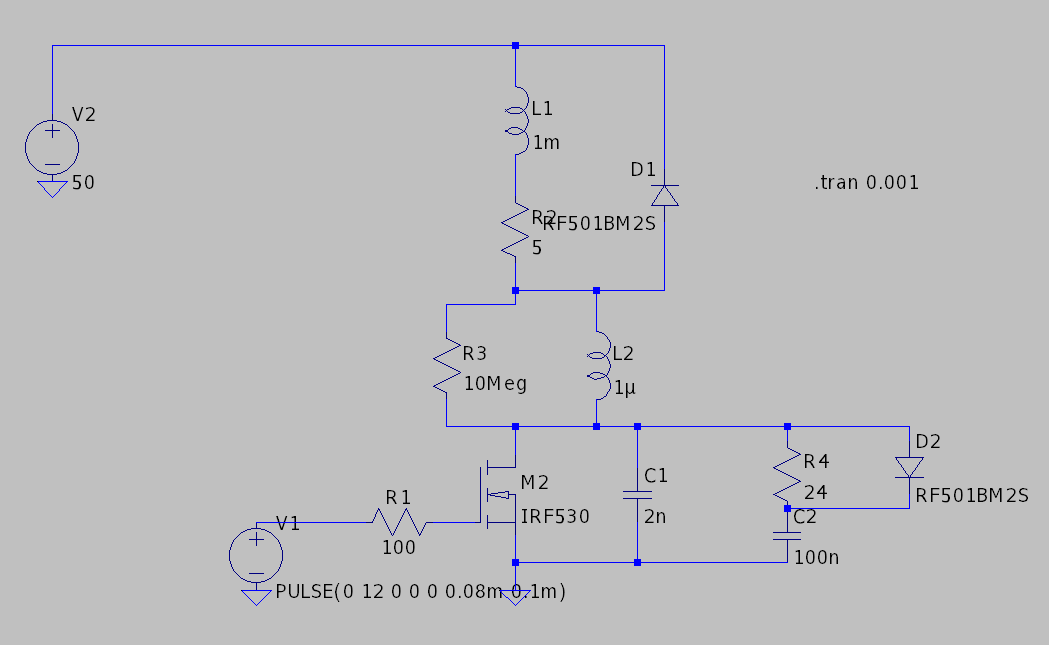 V2
50
L1
1m
R2
5
D1
RF501BM2S
.tran 0.001
R3
10Meg
L2
1µ
M2
IRF530
C1
2n
R4
24
D2
RF501BM2S
C2
100n
R1
100
V1
PULSE(0 12 0 0 0 0.08m 0.1m)